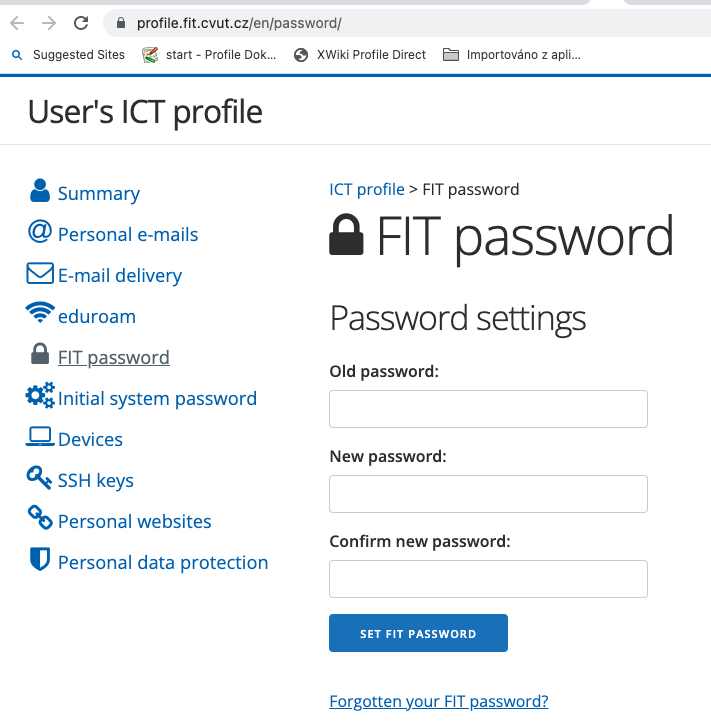 profile.fit.cvut.cz/en/password/
Suggested Sites
start - Profile Dok...
XWiki Profile Direct
Importováno z apli...
User's ICT profile
Summary
Personal e-mails
E-mail delivery
eduroam
FIT password
Initial system password
Devices
SSH keys
Personal websites
Personal data protection
ICT profile > FIT password
FIT password
Password settings
Old password:
New password:
Confirm new password:
SET FIT PASSWORD
Forgotten your FIT password?